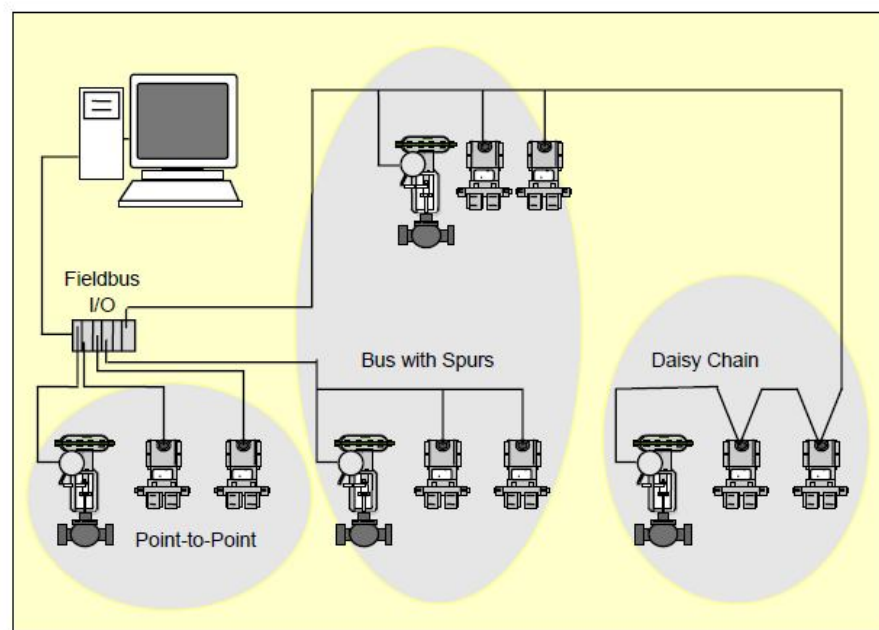 Fieldbus
I/O
Bus with Spurs
Daisy Chain
Point-to-Point